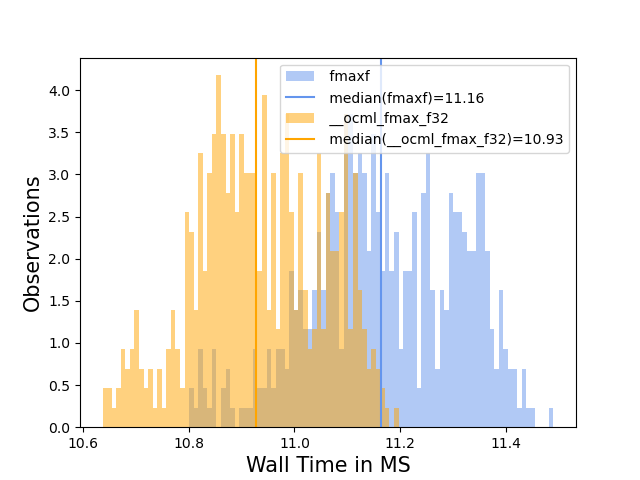 fmaxf
median(fmaxf)=11.16
__ocml_fmax_f32
median(__ocml_fmax_f32)=10.93
Observations
4.0
3.5
3.0
2.5
2.0
1.5
1.0
0.5
0.0
10.6 10.8 11.0 11.2 11.4
Wall Time in MS